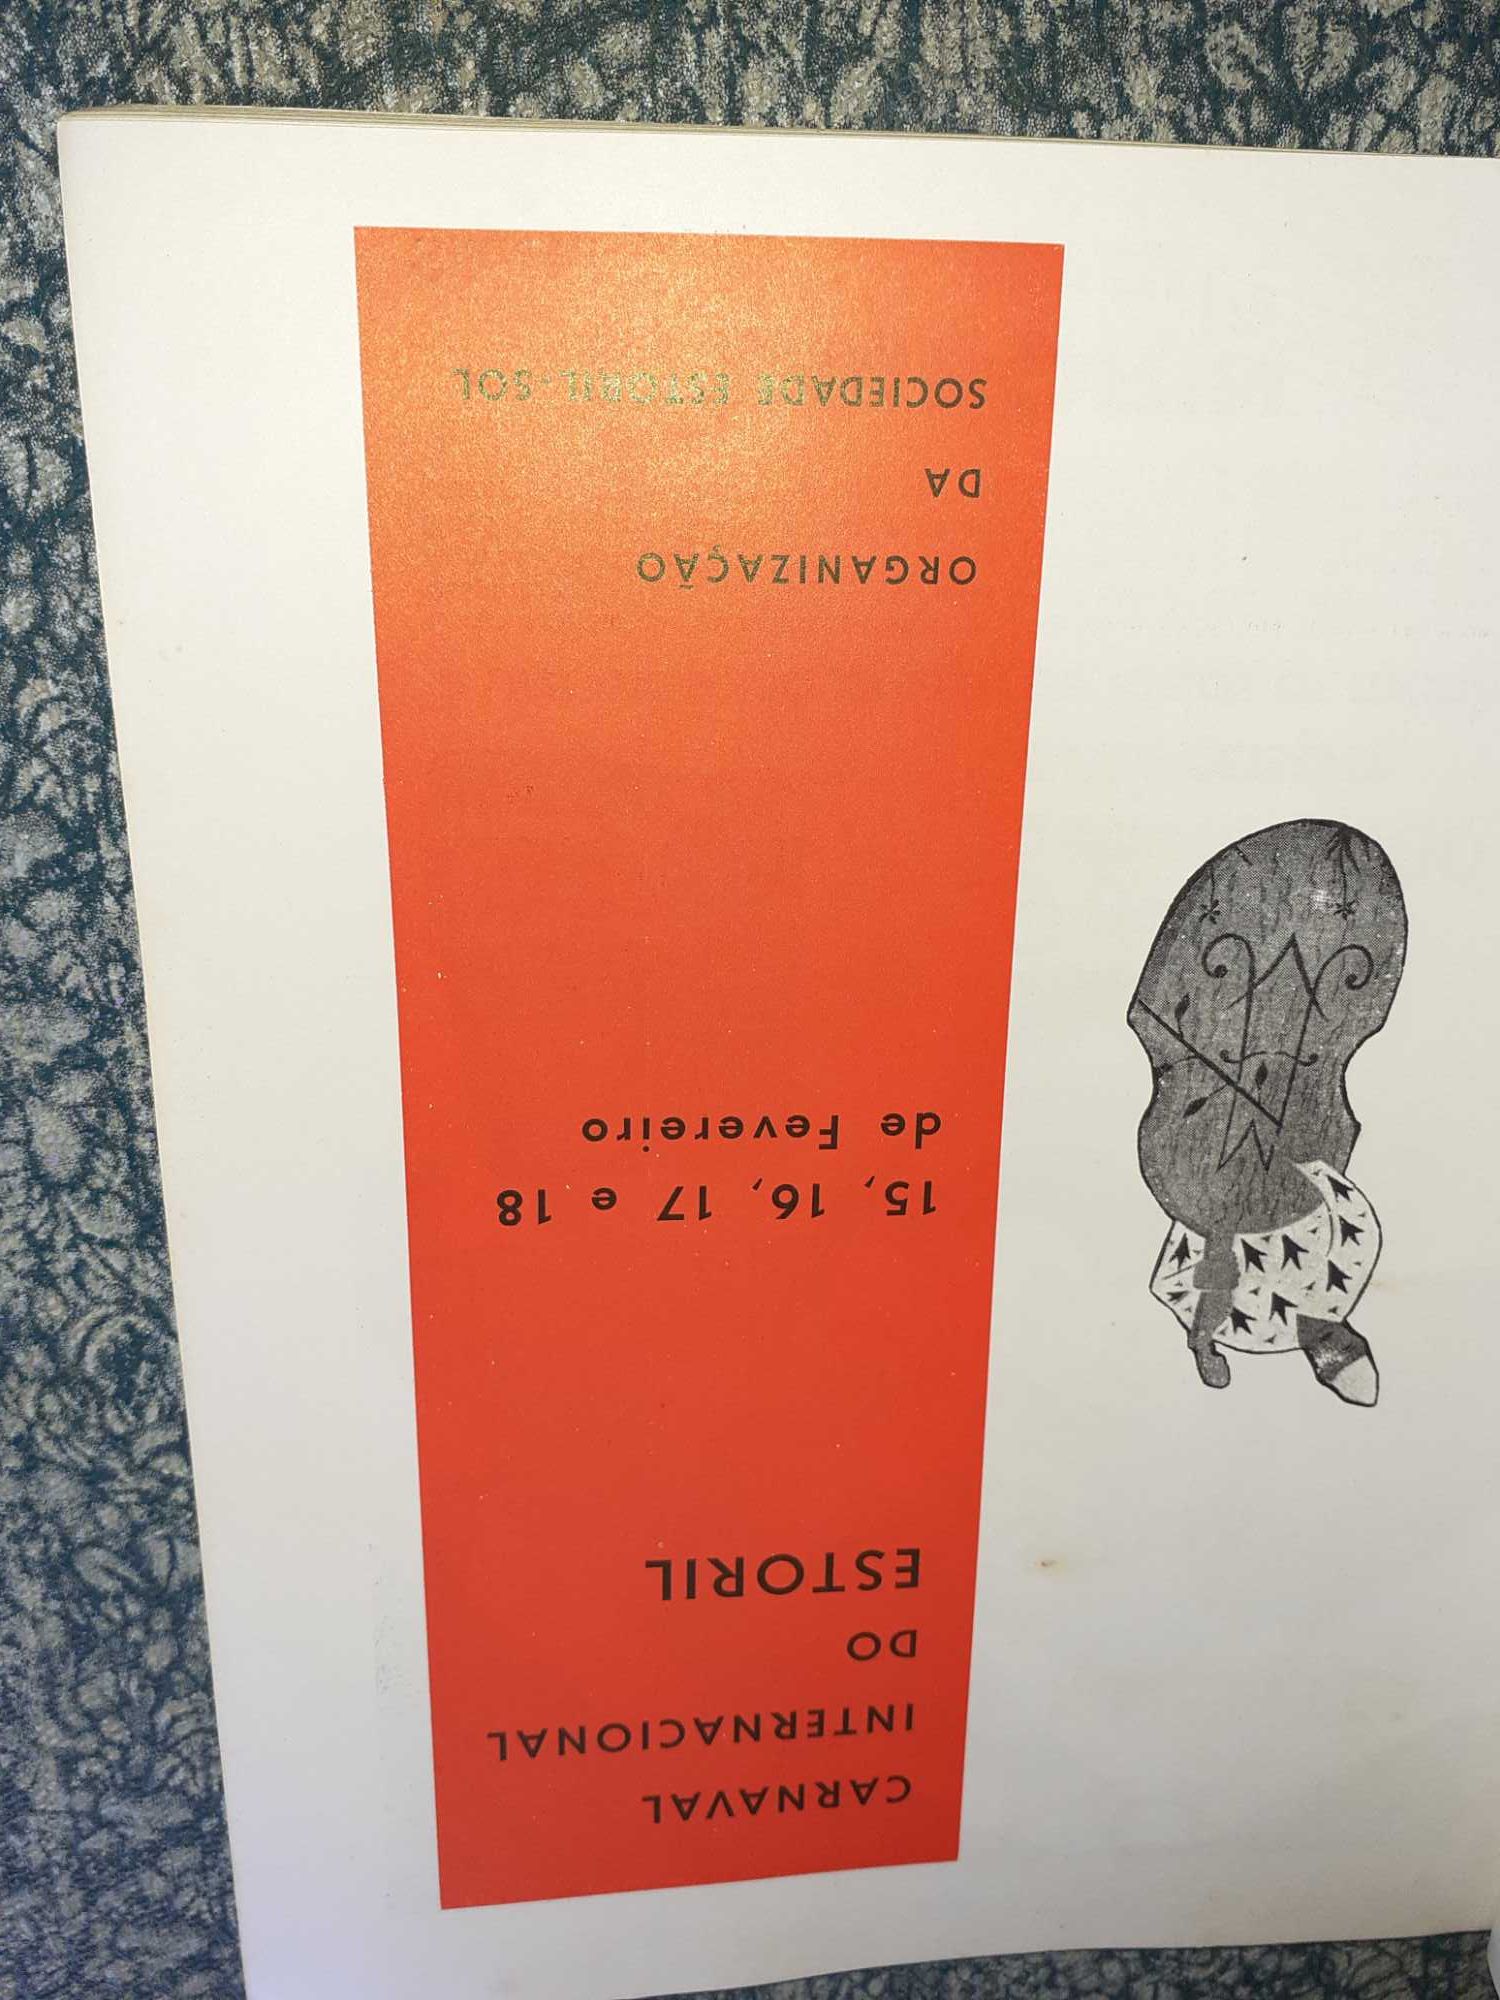 CARNAVAL
INTERNACIONAL
DO
ESTORIL
15, 16, 17 e 18
de Fevereiro
ORGANIZAÇÃO
DA
SOCIEDADE ESTORIL-SOL